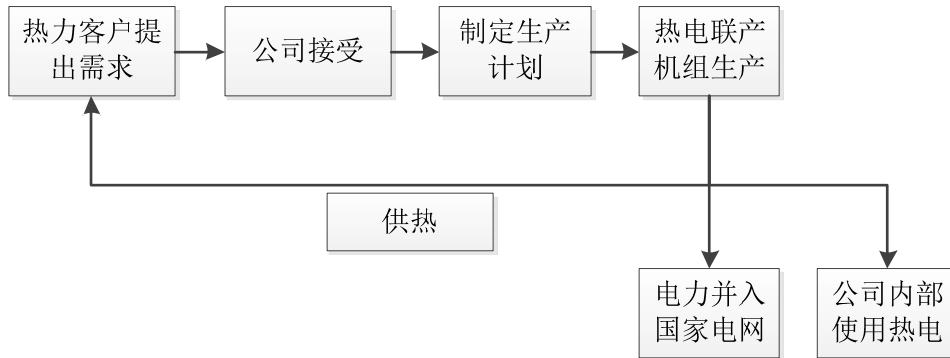 热力客户提
出需求
公司接受
制定生产
计划
热电联产
机组生产
供热
电力并入
国家电网
公司内部
使用热电